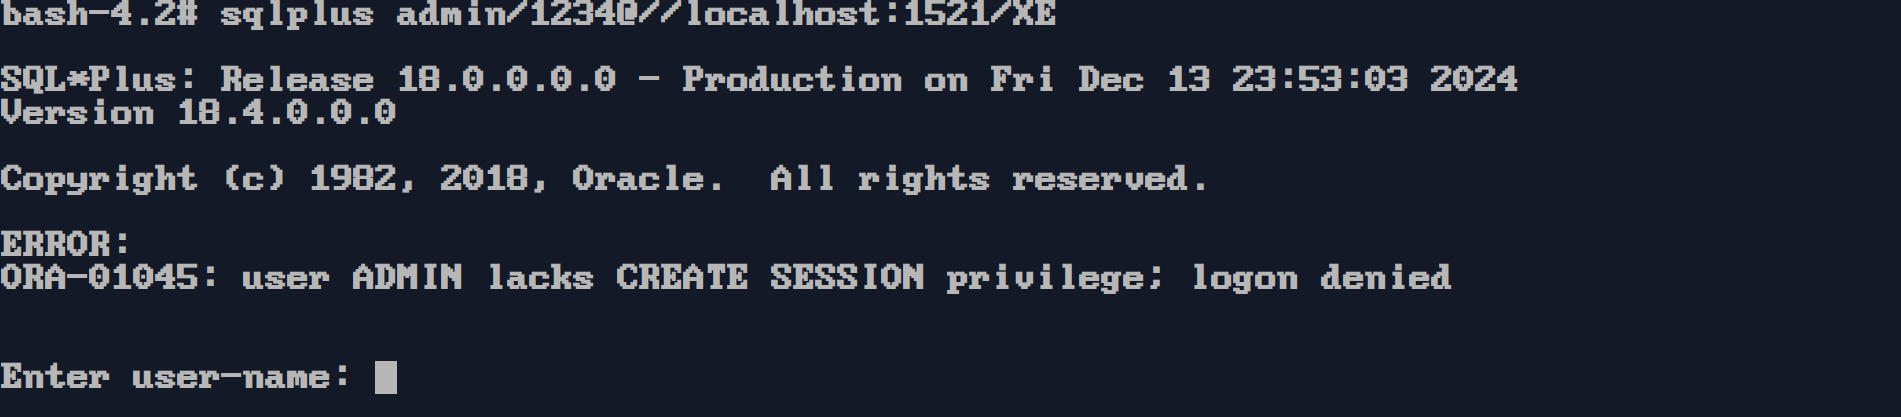 bash-4.2# sqlplus admin/1234@//localhost:1521/XE
SQL*Plus: Release 18.0.0.0.0 - Production on Fri Dec 13 23:53:03 2024
Version 18.4.0.0.0
Copyright (c) 1982, 2018, Oracle.  All rights reserved.
ERROR:
ORA-01045: user ADMIN lacks CREATE SESSION privilege; logon denied
Enter user-name: